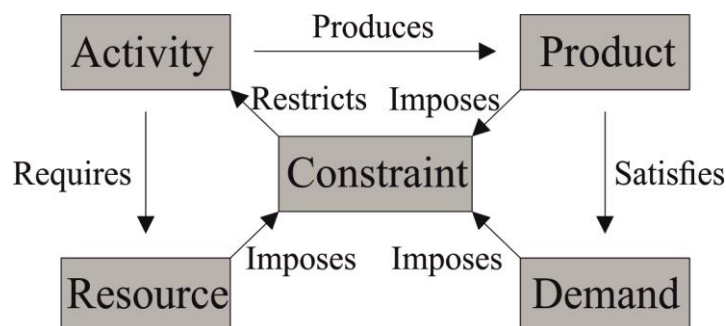 Produces
Activity
Product
Restricts
Imposes
Requires
Constraint
Satisfies
Imposes
Imposes
Resource
Demand